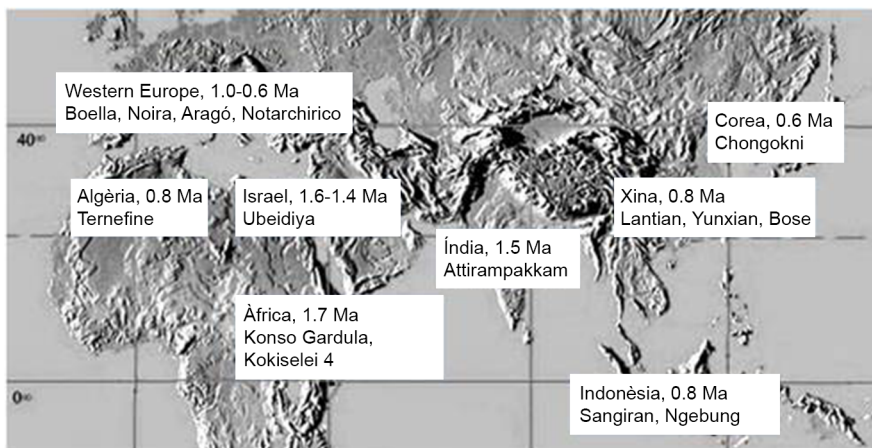 Western Europe, 1.0-0.6 Ma
Boella, Noira, Aragó, Notarchirico
Corea, 0.6 Ma
Chongokni
40ºº
Algèria, 0.8 Ma
Ternefine
Israel, 1.6-1.4 Ma
Ubeidiya
Xina, 0.8 Ma
Lantian, Yunxian, Bose
Índia, 1.5 Ma
Attirampakkam
Àfrica, 1.7 Ma
Konso Gardula,
Kokiselei 4
Indonèsia, 0.8 Ma
Sangiran, Ngebung
0ºº